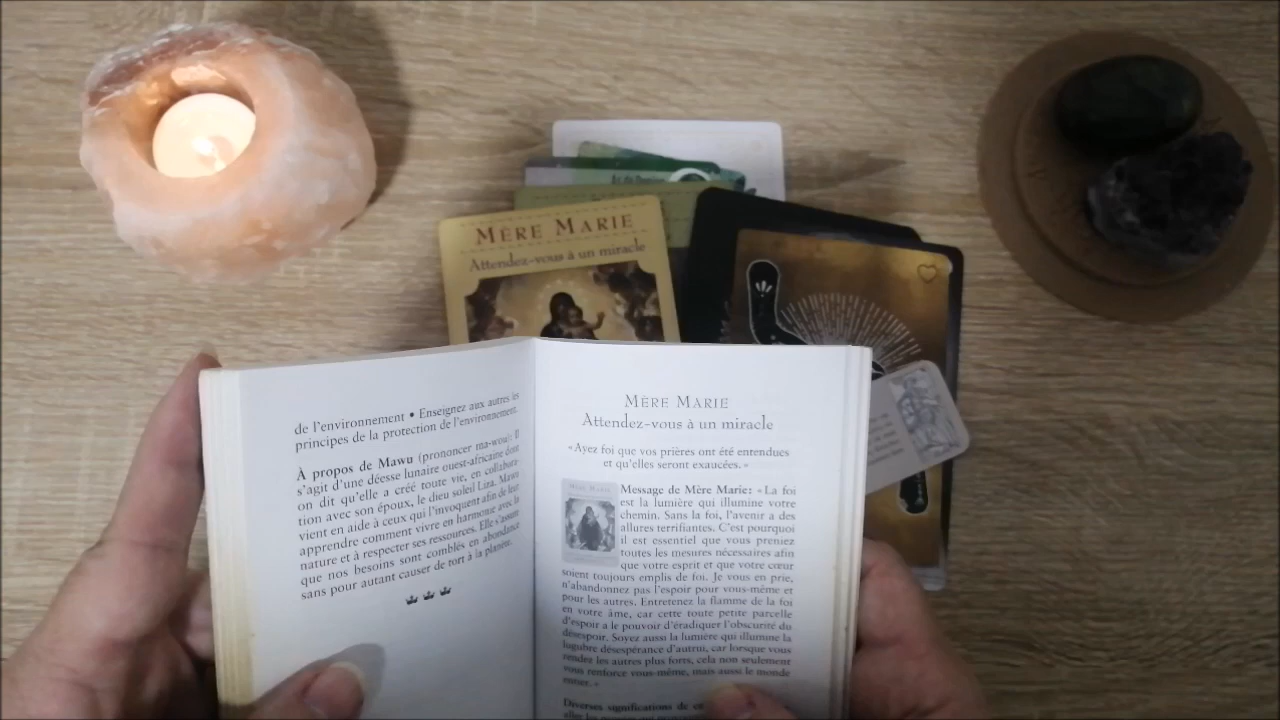 MÈRE MARIE
Attendez-vous à un miracle
de l'environnement • Enseignez aux autres les
principes de la protection de l'environnement.
À propos de Mawu (prononcer ma-wou): Il
s'agit d'une déesse lunaire ouest-africaine dont
on dit qu'elle a créé toute vie, en collabora-
tion avec son époux, le dieu soleil Liza. Mawu
vient en aide à ceux qui l'invoquent afin de leur
apprendre comment vivre en harmonie avec la
nature et à respecter ses ressources. Elle s'assure
que nos besoins sont comblés en abondance
sans pour autant causer de tort à la planète.
MÈRE MARIE
Attendez-vous à un miracle
«Ayez foi que vos prières ont été entendues
et qu'elles seront exaucées.»
MÈRE MARIE
Message de Mère Marie: «La foi
est la lumière qui illumine votre
chemin. Sans la foi, l'avenir a des
allures terrifiantes. C'est pourquoi
il est essentiel que vous preniez
toutes les mesures nécessaires afin
que votre esprit et que votre cœur
soient toujours emplis de foi. Je vous en prie,
n'abandonnez pas l'espoir pour vous-même et
pour les autres. Entretenez la flamme de la foi
en votre âme, car cette toute petite parcelle
d'espoir a le pouvoir d'éradiquer l'obscurité du
désespoir. Soyez aussi la lumière qui illumine la
lugubre désespérance d'autrui, car lorsque vous
rendez les autres plus forts, cela non seulement
vous renforce vous-même, mais aussi le monde
entier.»
Diverses significations de